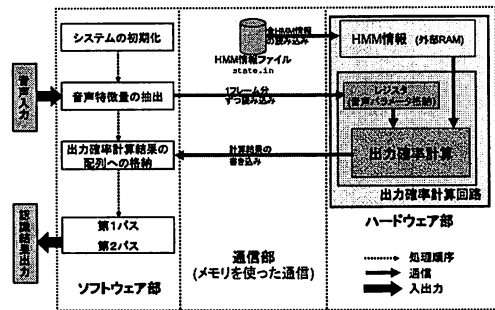 システムの初期化
音声入力
音声特徴量の抽出
出力確率計算結果の
配列への格納
第1パス
第2パス
認識結果出力
ソフトウェア部
全HMM情報
の読み込み
HMM情報ファイル
state.in
1フレーム分
ずつ読み込み
計算結果の
書き込み
通信部
(メモリを使った通信)
HMM情報 (外部RAM)
レジスタ
(音声パラメータ格納)
出力確率計算
出力確率計算回路
ハードウェア部
処理順序
通信
入出力